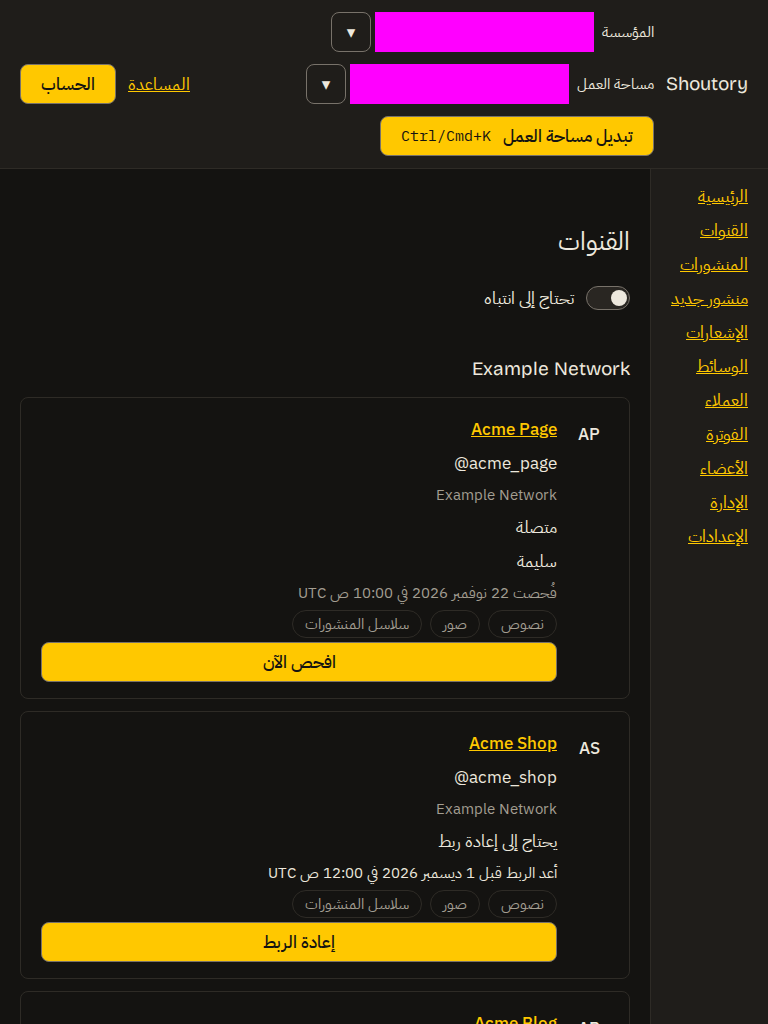 المؤسسة ▼
Shoutory
مساحة العمل ▼
المساعدة
الحساب
تبديل مساحة العمل Ctrl/Cmd+K
الرئيسية
القنوات
المنشورات
منشور جديد
الإشعارات
الوسائط
العملاء
الفوترة
الأعضاء
الإدارة
الإعدادات
القنوات
تحتاج إلى انتباه
Example Network
AP
Acme Page
@acme_page
Example Network
متصلة
سليمة
فُحصت 22 نوفمبر 2026 في 10:00 ص UTC
نصوص صور سلاسل المنشورات
افحص الآن
AS
Acme Shop
@acme_shop
Example Network
يحتاج إلى إعادة ربط
أعد الربط قبل 1 ديسمبر 2026 في 12:00 ص UTC
نصوص صور سلاسل المنشورات
إعادة الربط
Acme Blog